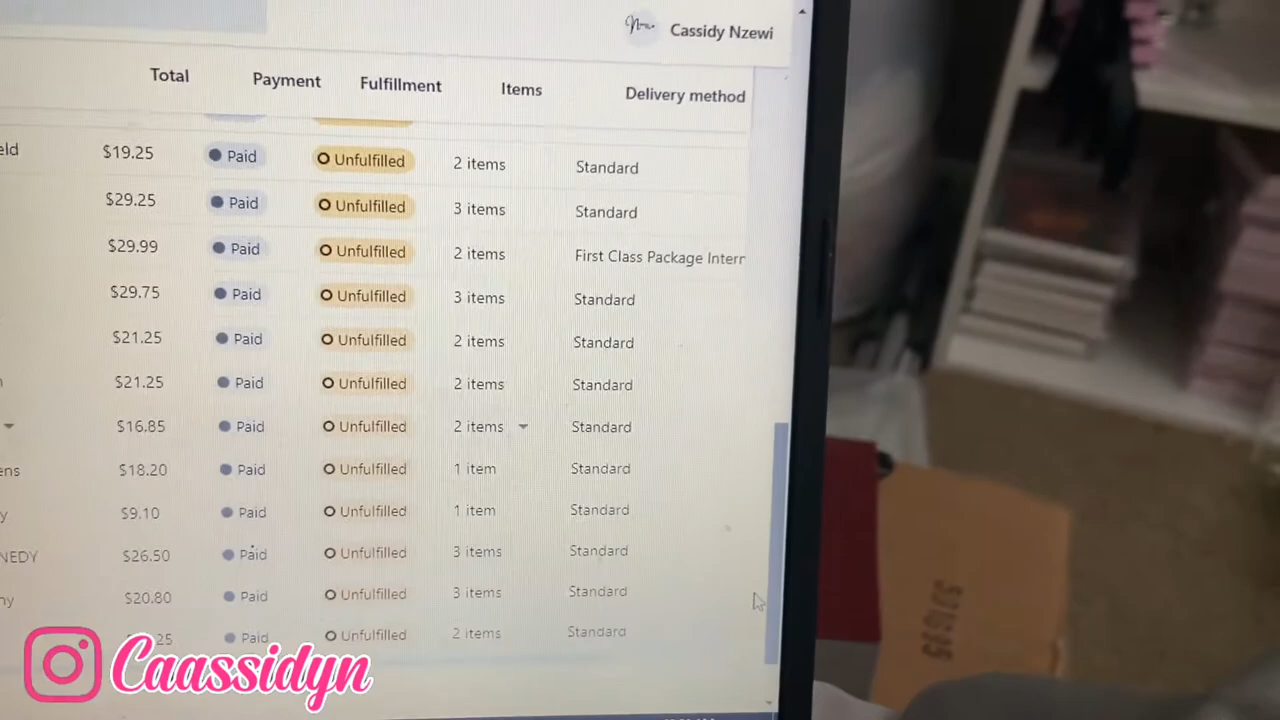 Cassidy Nzewi
Total Payment Fulfillment Items Delivery method
eld $19.25 Paid Unfulfilled 2 items Standard
$29.25 Paid Unfulfilled 3 items Standard
$29.99 Paid Unfulfilled 2 items First Class Package Intern
$29.75 Paid Unfulfilled 3 items Standard
$21.25 Paid Unfulfilled 2 items Standard
$21.25 Paid Unfulfilled 2 items Standard
$16.85 Paid Unfulfilled 2 items Standard
ens $18.20 Paid Unfulfilled 1 item Standard
y $9.10 Paid Unfulfilled 1 item Standard
NEDY $26.50 Paid Unfulfilled 3 items Standard
ny $20.80 Paid Unfulfilled 3 items Standard
25 Paid Unfulfilled 2 items Standard
Caassidyn